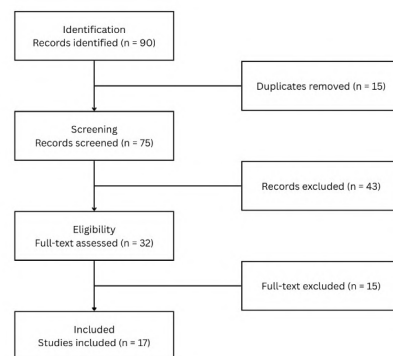 Identification
Records identified (n = 90)
Duplicates removed (n = 15)
Screening
Records screened (n = 75)
Records excluded (n = 43)
Eligibility
Full-text assessed (n = 32)
Full-text excluded (n = 15)
Included
Studies included (n = 17)